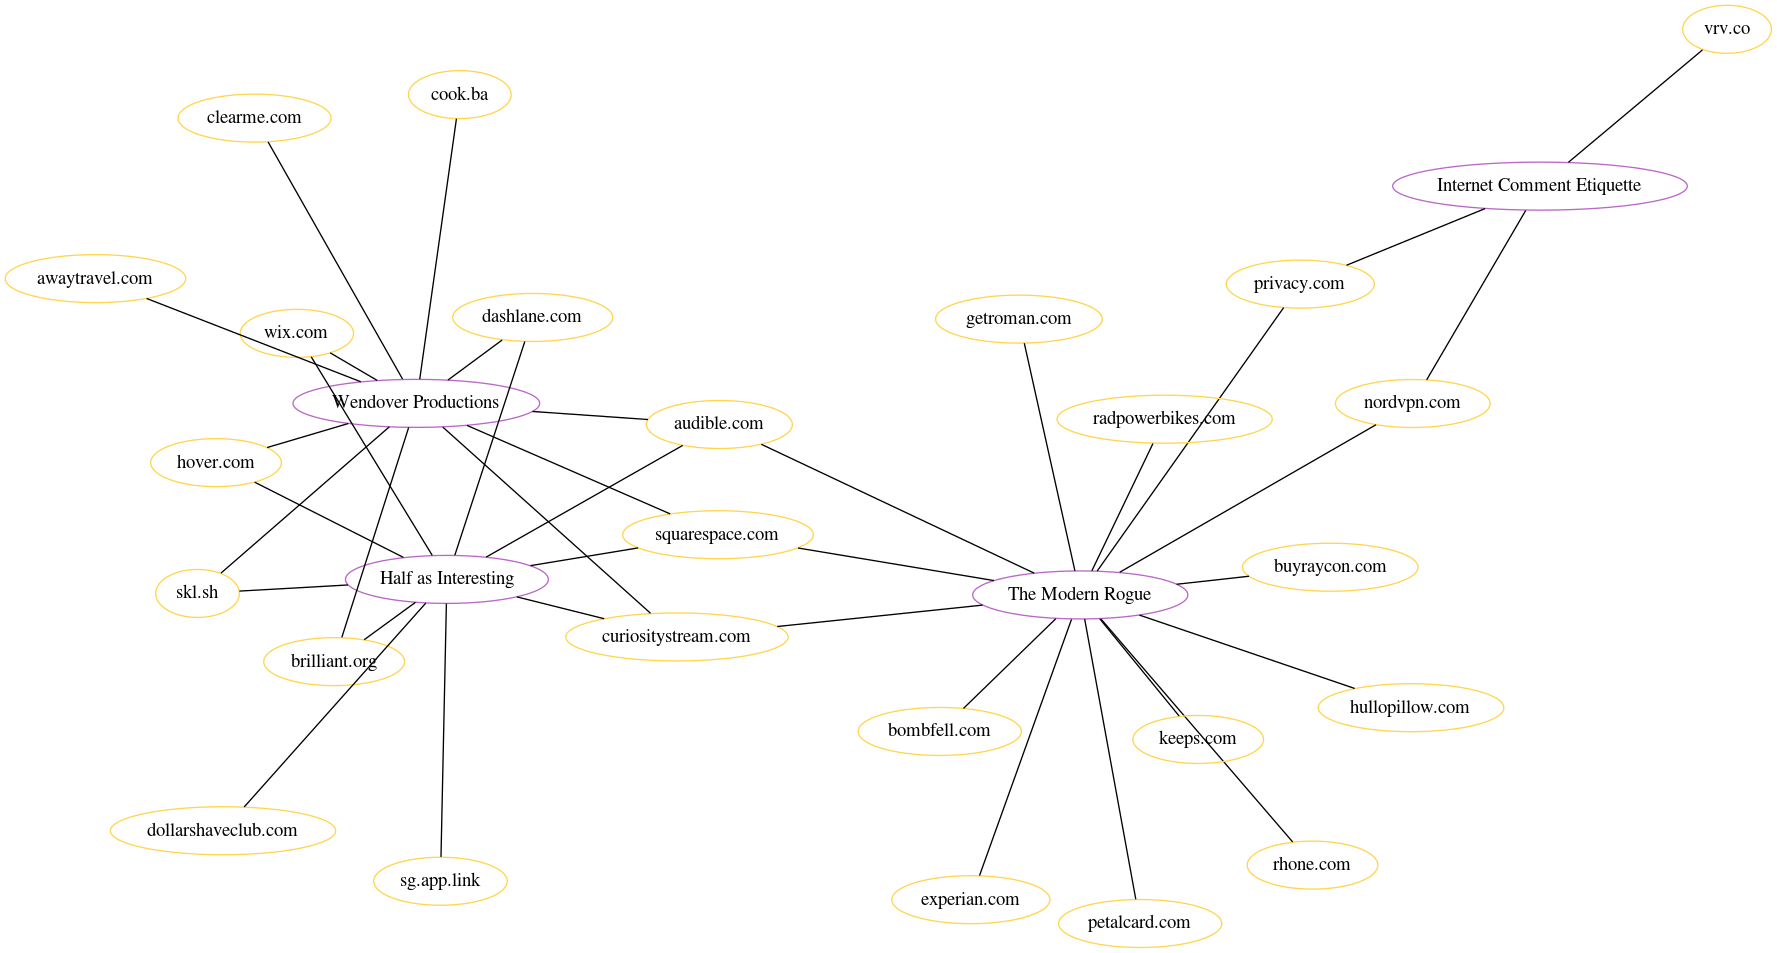 vrv.co
cook.ba
clearme.com
Internet Comment Etiquette
awaytravel.com
privacy.com
dashlane.com
getroman.com
wix.com
Wendover Productions
nordvpn.com
radpowerbikes.com
audible.com
hover.com
squarespace.com
buyraycon.com
Half as Interesting
skl.sh
The Modern Rogue
curiositystream.com
brilliant.org
hullopillow.com
bombfell.com
keeps.com
dollarshaveclub.com
rhone.com
sg.app.link
experian.com
petalcard.com